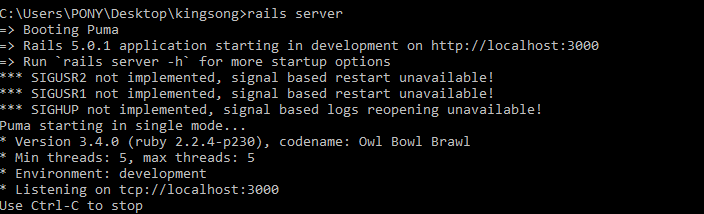 C:\Users\PONY\Desktop\kingsong>rails server
=> Booting Puma
=> Rails 5.0.1 application starting in development on http://localhost:3000
=> Run `rails server -h` for more startup options
*** SIGUSR2 not implemented, signal based restart unavailable!
*** SIGUSR1 not implemented, signal based restart unavailable!
*** SIGHUP not implemented, signal based logs reopening unavailable!
Puma starting in single mode...
* Version 3.4.0 (ruby 2.2.4-p230), codename: Owl Bowl Brawl
* Min threads: 5, max threads: 5
* Environment: development
* Listening on tcp://localhost:3000
Use Ctrl-C to stop